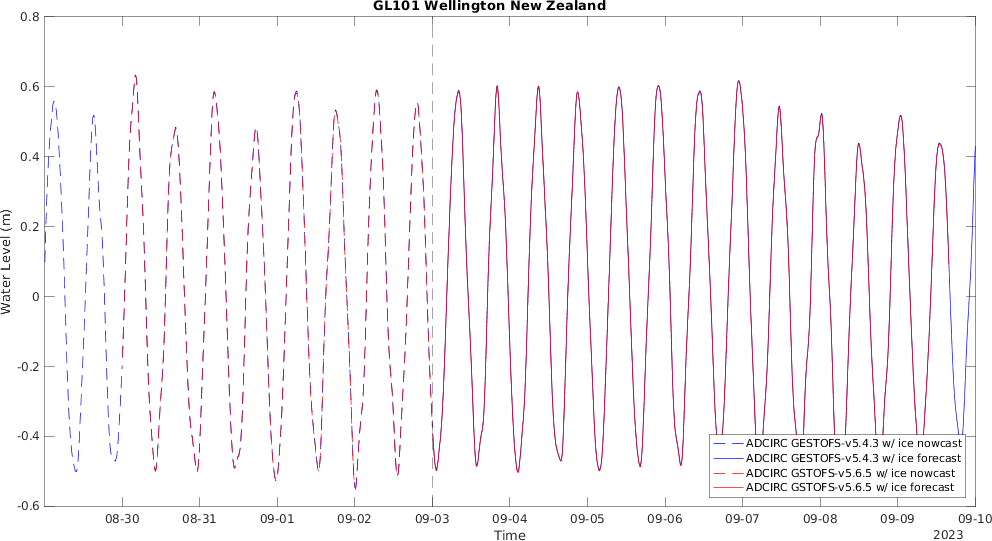 GL101 Wellington New Zealand
0.8
0.6
0.4
0.2
0
-0.2
-0.4
-0.6
Water Level (m)
ADCIRC GESTOFS-v5.4.3 w/ ice nowcast
ADCIRC GESTOFS-v5.4.3 w/ ice forecast
ADCIRC GSTOFS-v5.6.5 w/ ice nowcast
ADCIRC GSTOFS-v5.6.5 w/ ice forecast
08-30 08-31 09-01 09-02 09-03 09-04 09-05 09-06 09-07 09-08 09-09 09-10
Time 2023